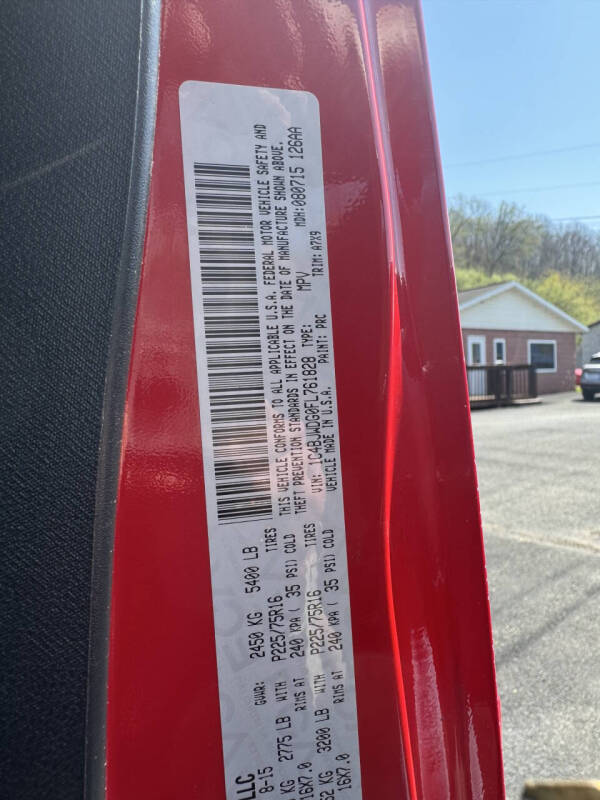 LLC
8-15 GVWR: 2450 KG 5400 LB
KG 2775 LB WITH P225/75R16 TIRES
16X7.0 RIMS AT 240 KPA ( 35 PSI) COLD
KG 3200 LB WITH P225/75R16 TIRES
16X7.0 RIMS AT 240 KPA ( 35 PSI) COLD
THIS VEHICLE CONFORMS TO ALL APPLICABLE U.S.A. FEDERAL MOTOR VEHICLE SAFETY AND
THEFT PREVENTION STANDARDS IN EFFECT ON THE DATE OF MANUFACTURE SHOWN ABOVE.
VIN: 1C4BJWDG0FL761828 TYPE: MPV MDH:080715 126AA
VEHICLE MADE IN U.S.A. PAINT: PRC TRIM: A7X9